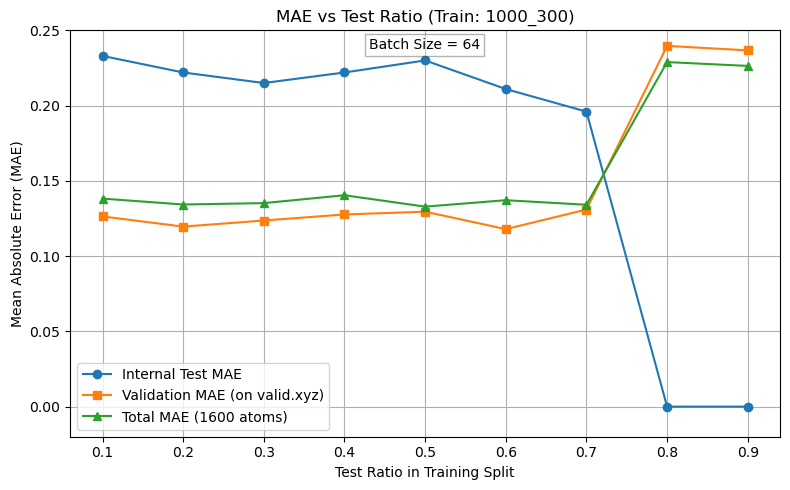 MAE vs Test Ratio (Train: 1000_300)
Batch Size = 64
Mean Absolute Error (MAE)
0.25
0.20
0.15
0.10
0.05
0.00
Internal Test MAE
Validation MAE (on valid.xyz)
Total MAE (1600 atoms)
0.1 0.2 0.3 0.4 0.5 0.6 0.7 0.8 0.9
Test Ratio in Training Split